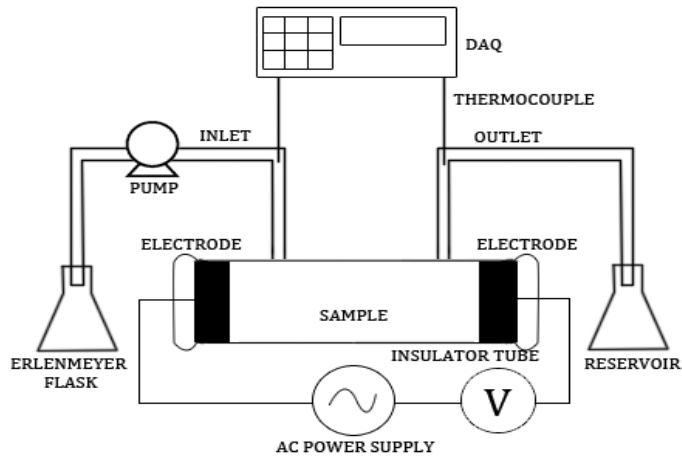 DAQ
THERMOCOUPLE
INLET
OUTLET
PUMP
ELECTRODE
ELECTRODE
SAMPLE
INSULATOR TUBE
ERLENMEYER
FLASK
RESERVOIR
V
AC POWER SUPPLY